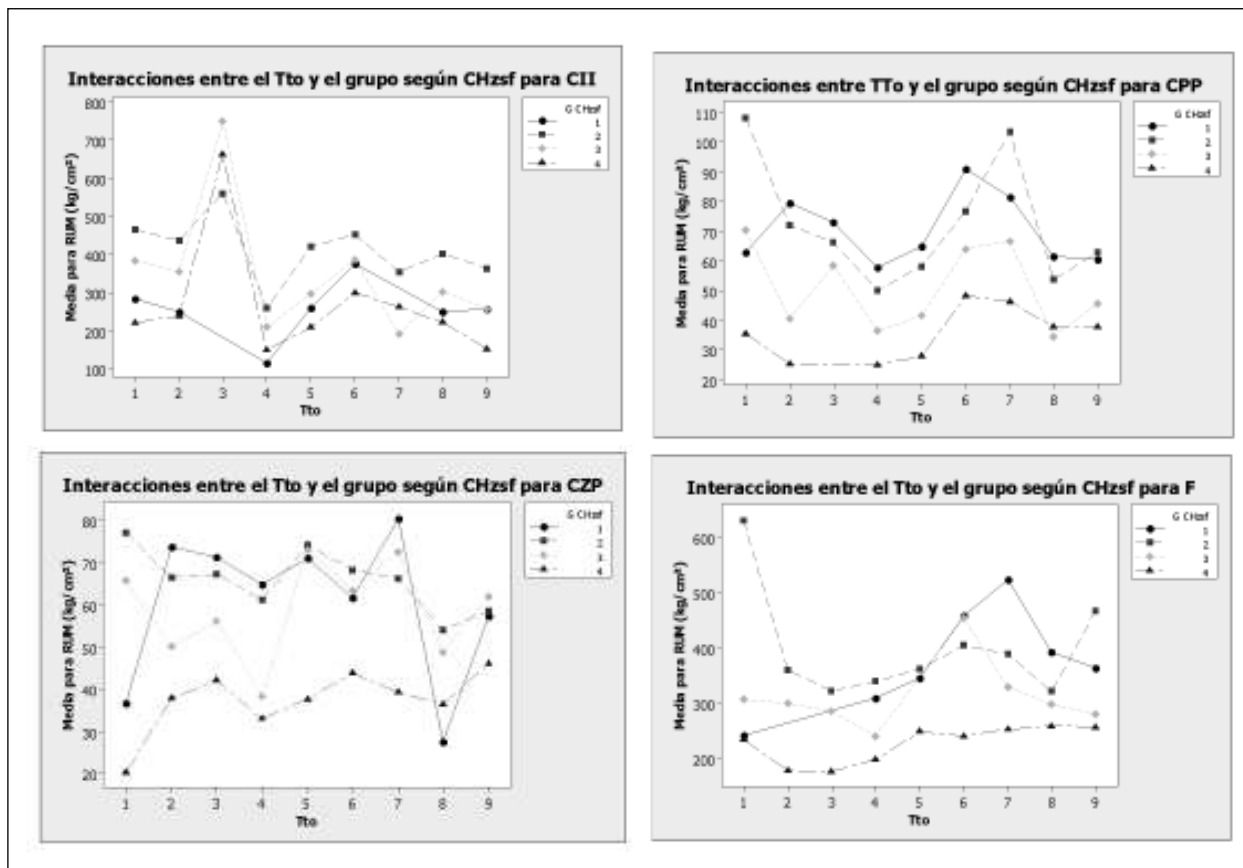 Interacciones entre el Tto y el grupo según CHzsf para CII
Media para RUM (kg/cm²)
800
700
600
500
400
300
200
100
1 2 3 4 5 6 7 8 9
Tto
G CHzsf
1
2
3
4
Interacciones entre TTo y el grupo según CHzsf para CPP
Media para RUM (kg/cm²)
110
100
90
80
70
60
50
40
30
20
1 2 3 4 5 6 7 8 9
Tto
G CHzsf
1
2
3
4
Interacciones entre el Tto y el grupo según CHzsf para CZP
Media para RUM (kg/cm²)
80
70
60
50
40
30
20
1 2 3 4 5 6 7 8 9
Tto
G CHzsf
1
2
3
4
Interacciones entre el Tto y el grupo según CHzsf para F
Media para RUM (kg/cm²)
600
500
400
300
200
1 2 3 4 5 6 7 8 9
Tto
G CHzsf
1
2
3
4